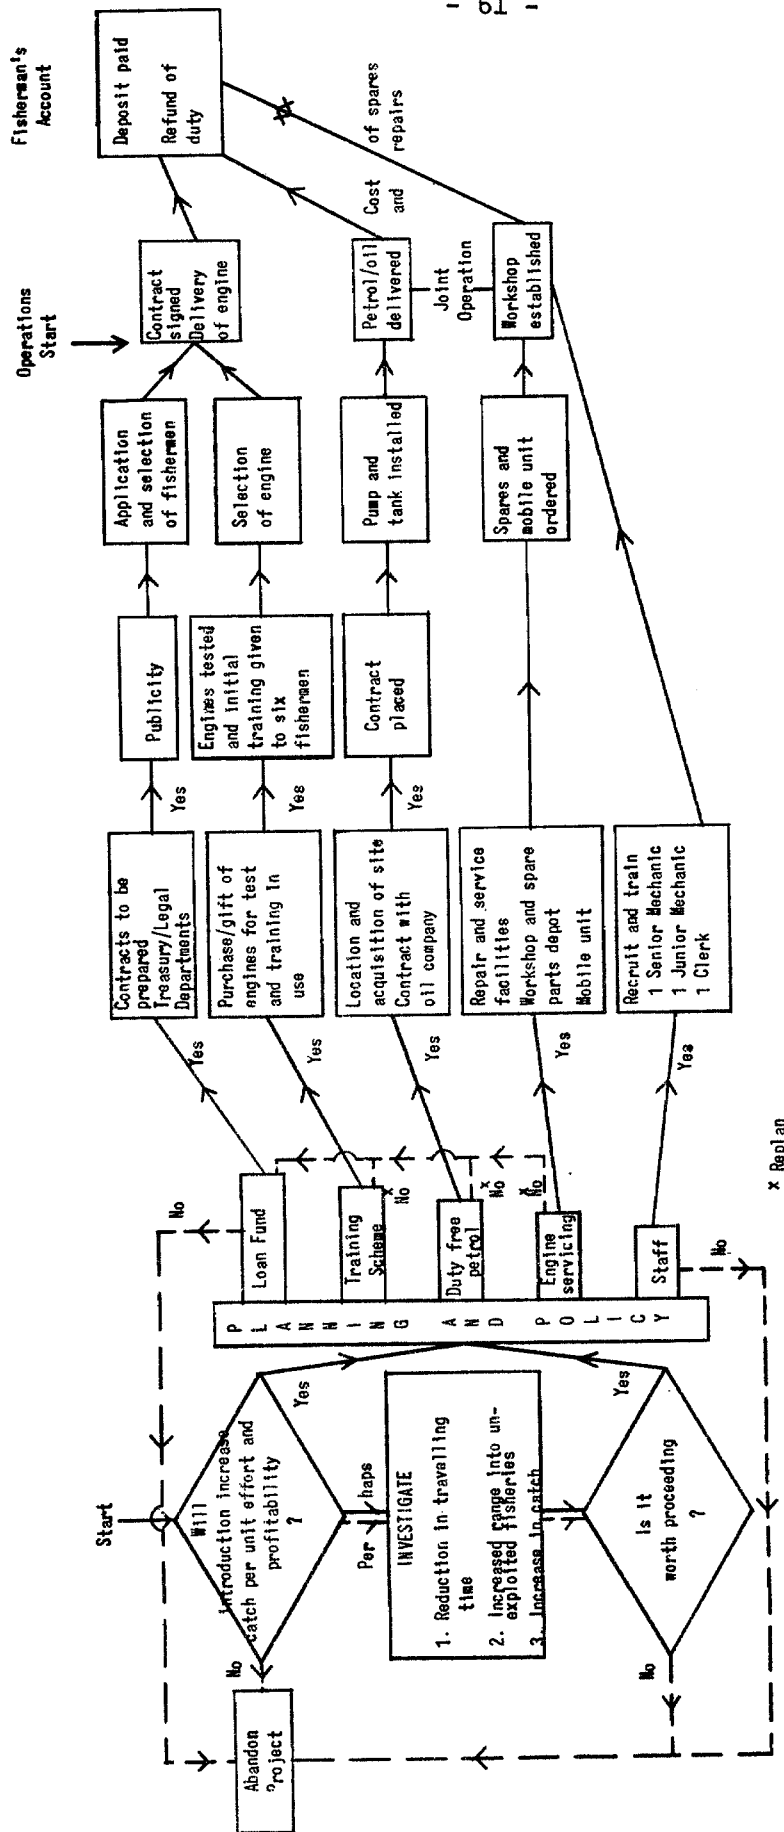 - 19 -
Start
Will
introduction increase
catch per unit effort and
profitability
?
No
Abandon
Project
Yes
Per haps
INVESTIGATE
1. Reduction in travelling
time
2. Increased range into un-
exploited fisheries
3. Increase in catch
Is it
worth proceeding
?
No
Yes
PLANNING AND POLICY
Loan Fund
No
Training
Scheme
x
No
Duty free
petrol
x
No
Engine
servicing
x
No
Staff
No
x Replan
Yes
Contracts to be
prepared
Treasury/Legal
Departments
Yes
Publicity
Application
and selection
of fishermen
Yes
Purchase/gift of
engines for test
and training in
use
Yes
Engines tested
and initial
training given
to six
fishermen
Selection
of engine
Operations
Start
Contract
signed
Delivery
of engine
Yes
Location and
acquisition of site
Contract with
oil company
Yes
Contract
placed
Pump and
tank installed
Petrol/oil
delivered
Joint
Operation
Yes
Repair and service
facilities
Workshop and spare
parts depot
Mobile unit
Spares and
mobile unit
ordered
Workshop
established
Yes
Recruit and train
1 Senior Mechanic
1 Junior Mechanic
1 Clerk
Cost of spares
and repairs
Fisherman's
Account
Deposit paid
Refund of
duty